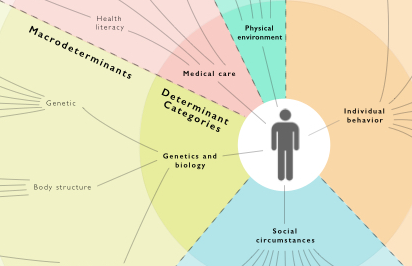 Health
literacy
Physical
environment
Macrodeterminants
Medical care
Determinant
Categories
Genetic
Individual
behavior
Genetics and
biology
Body structure
Social
circumstances